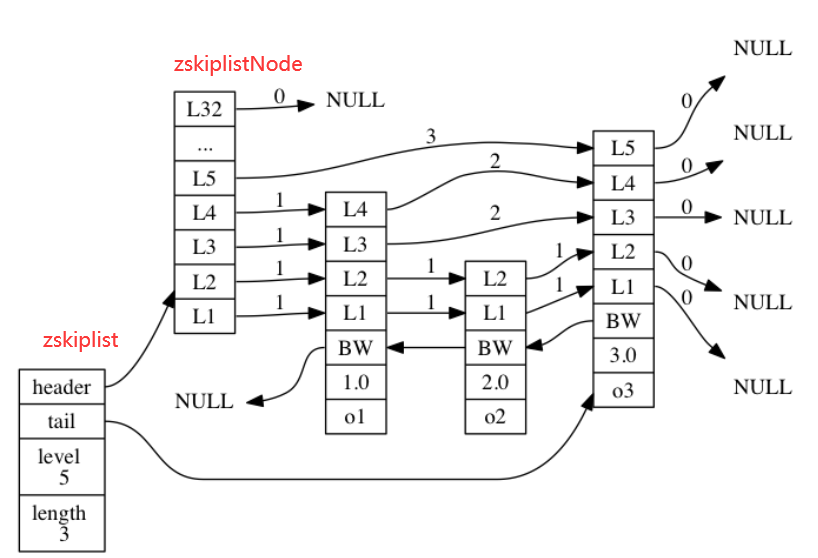 NULL
zskiplistNode
L32
0
NULL
...
L5
3
L5
0
NULL
L4
1
L4
2
L4
0
L3
1
L3
2
L3
0
NULL
L2
1
L2
1
L2
1
L2
0
L1
1
L1
1
L1
1
L1
0
NULL
BW
BW
BW
zskiplist
1.0
2.0
3.0
NULL
o1
o2
o3
NULL
header
tail
level
5
length
3